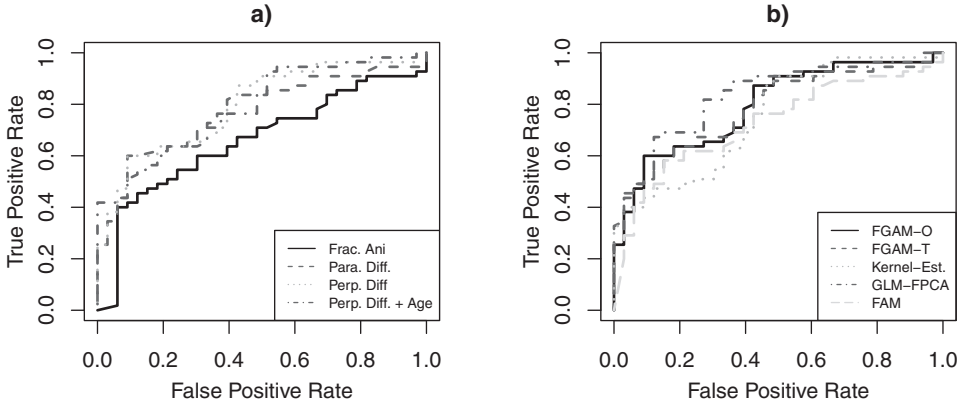 a)
True Positive Rate
1.0
0.8
0.6
0.4
0.2
0.0
Frac. Ani
Para. Diff.
Perp. Diff
Perp. Diff. + Age
0.0 0.2 0.4 0.6 0.8 1.0
False Positive Rate
b)
True Positive Rate
1.0
0.8
0.6
0.4
0.2
0.0
FGAM−O
FGAM−T
Kernel−Est.
GLM−FPCA
FAM
0.0 0.2 0.4 0.6 0.8 1.0
False Positive Rate